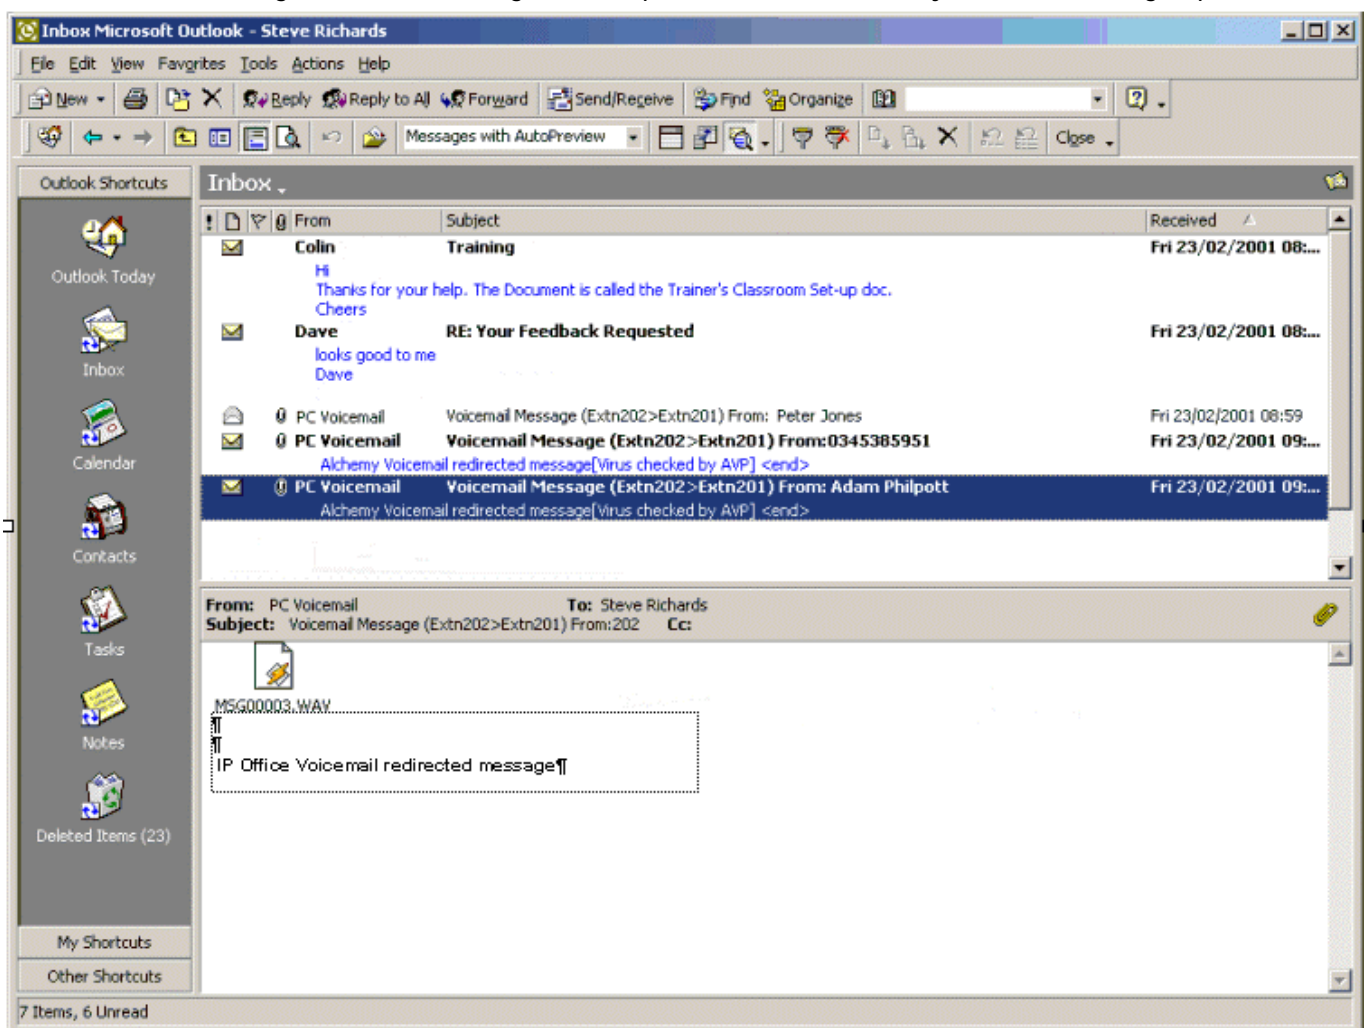 Inbox Microsoft Outlook - Steve Richards
File Edit View Favorites Tools Actions Help
New Reply Reply to All Forward Send/Receive Find Organize
Messages with AutoPreview Close
Outlook Shortcuts
Outlook Today
Inbox
Calendar
Contacts
Tasks
Notes
Deleted Items (23)
My Shortcuts
Other Shortcuts
Inbox
! From Subject Received
Colin Training Fri 23/02/2001 08:...
Hi
Thanks for your help. The Document is called the Trainer's Classroom Set-up doc.
Cheers
Dave RE: Your Feedback Requested Fri 23/02/2001 08:...
looks good to me
Dave
PC Voicemail Voicemail Message (Extn202>Extn201) From: Peter Jones Fri 23/02/2001 08:59
PC Voicemail Voicemail Message (Extn202>Extn201) From:0345385951 Fri 23/02/2001 09:...
Alchemy Voicemail redirected message[Virus checked by AVP] <end>
PC Voicemail Voicemail Message (Extn202>Extn201) From: Adam Philpott Fri 23/02/2001 09:...
Alchemy Voicemail redirected message[Virus checked by AVP] <end>
From: PC Voicemail To: Steve Richards
Subject: Voicemail Message (Extn202>Extn201) From:202 Cc:
MSG00003.WAV
¶
¶
IP Office Voicemail redirected message¶
7 Items, 6 Unread